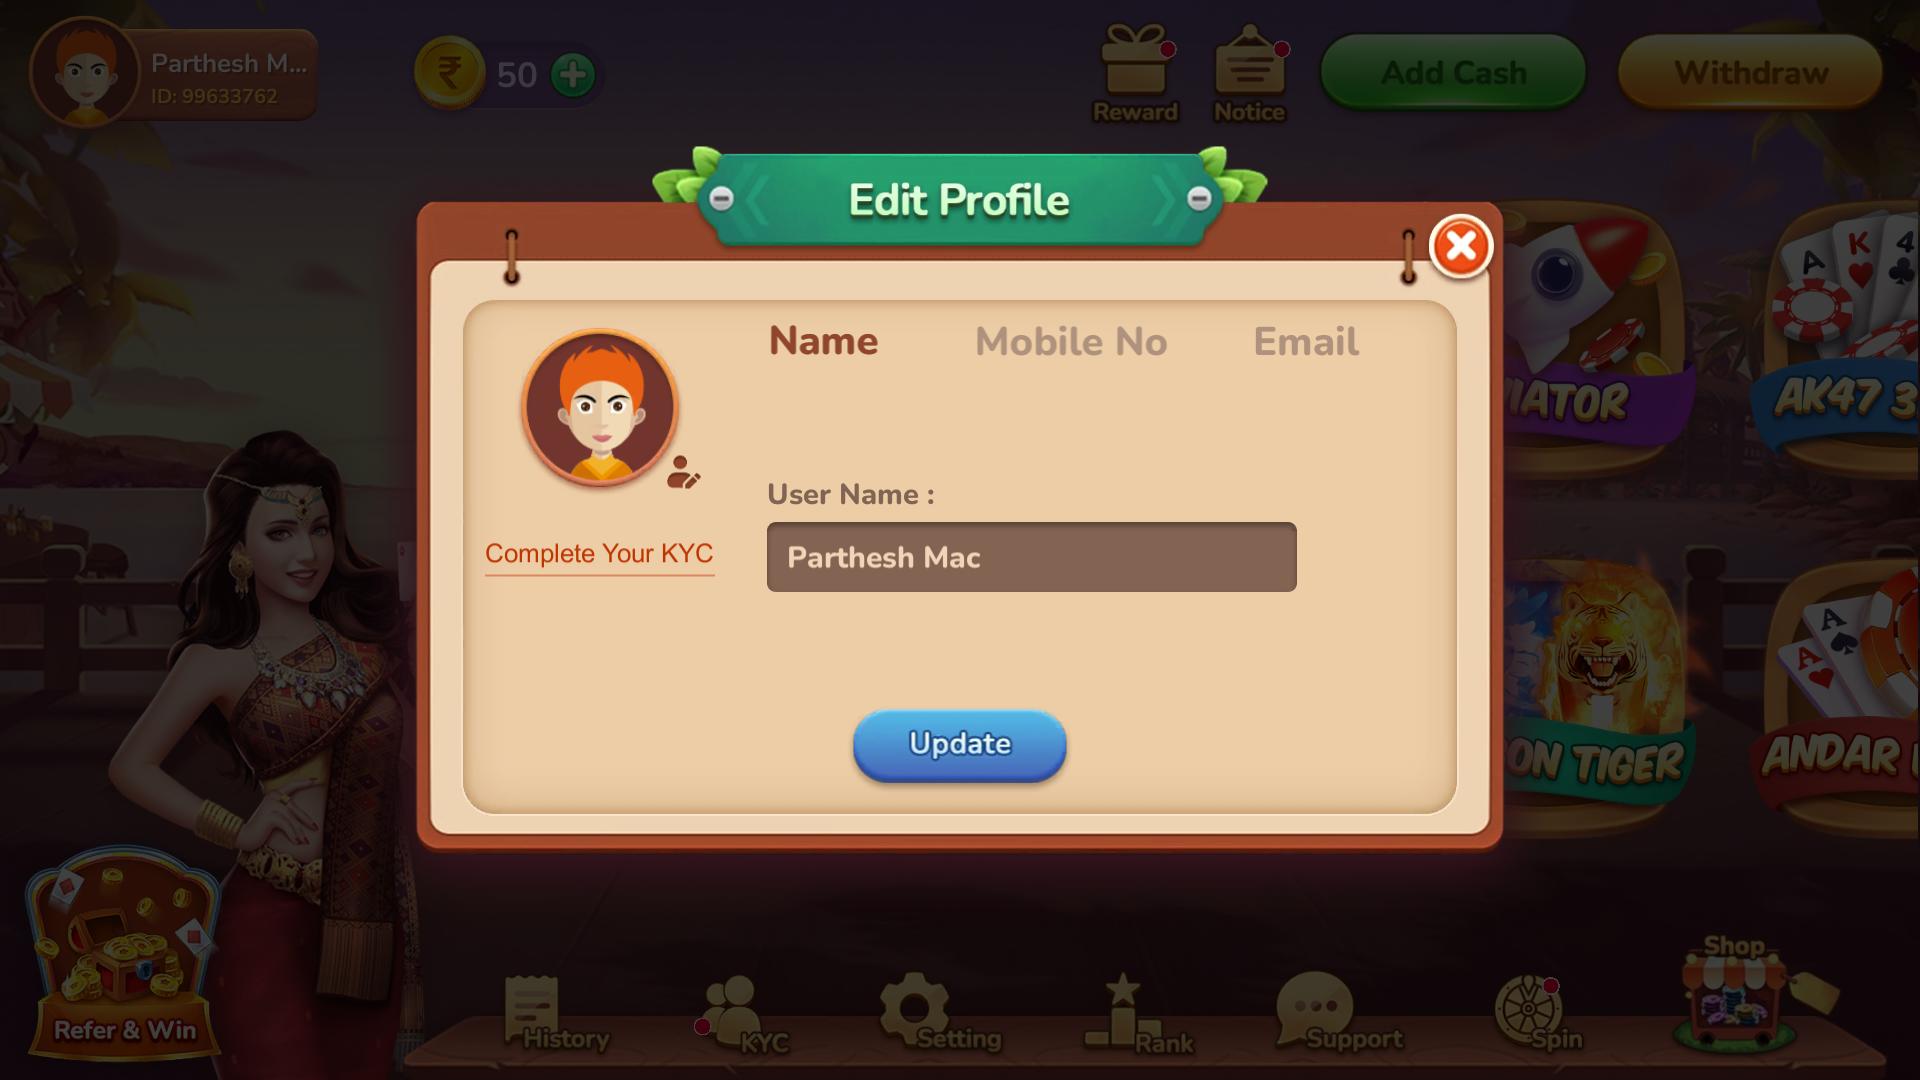 Parthesh M...
ID: 99633762
50
Reward
Notice
Add Cash
Withdraw
Edit Profile
Name
Mobile No
Email
User Name :
Parthesh Mac
Complete Your KYC
Update
IATOR
AK47 3
ON TIGER
ANDAR
Refer & Win
History
KYC
Setting
Rank
Support
Spin
Shop